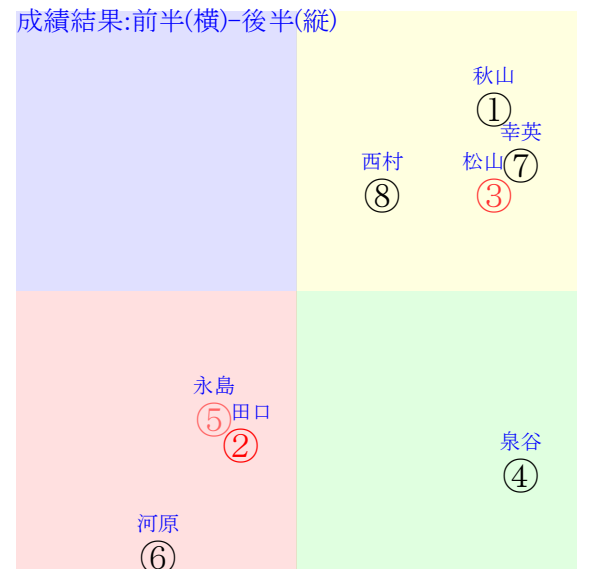 成績結果:前半(横)-後半(縦)
秋山
①
幸英
⑦
西村
⑧
松山
③
永島
⑤
田口
②
泉谷
④
河原
⑥